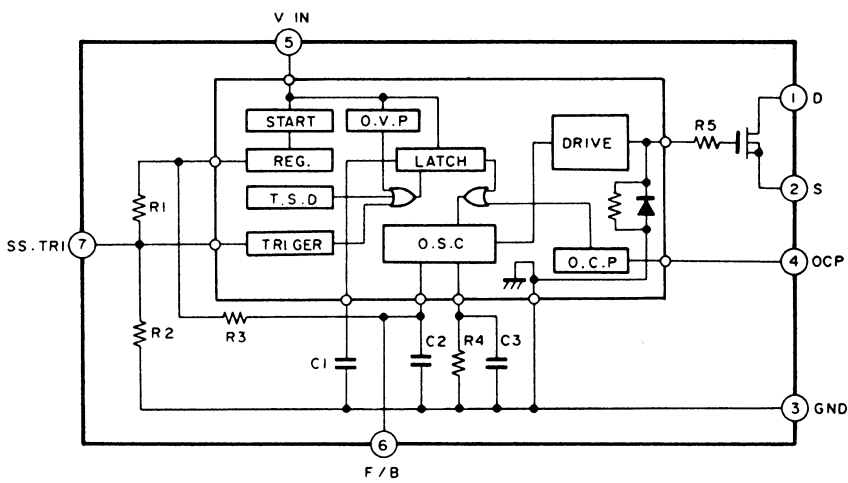 V IN
5
1 D
START
O.V.P
DRIVE
R5
REG.
LATCH
2 S
R1
T.S.D
SS.TRI 7
TRIGER
O.S.C
O.C.P
4 OCP
R2
R3
C1
C2
R4
C3
3 GND
6
F/B